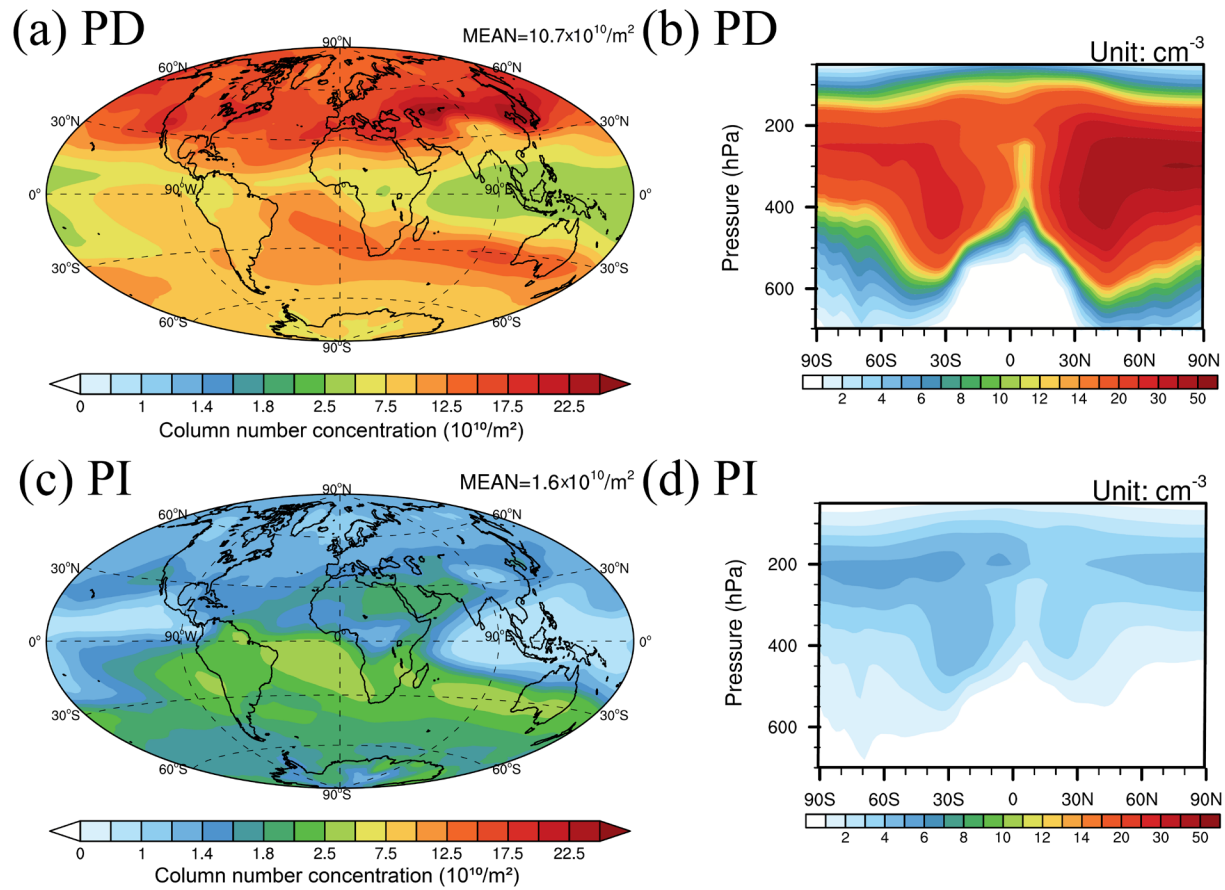 (a) PD
MEAN=10.7×10¹⁰/m²
90°N
60°N
60°N
30°N
30°N
0°
90°W
90°E
0°
30°S
30°S
60°S
60°S
90°S
0 1 1.4 1.8 2.5 7.5 12.5 17.5 22.5
Column number concentration (10¹⁰/m²)
(b) PD
Unit: cm⁻³
Pressure (hPa)
200
400
600
90S 60S 30S 0 30N 60N 90N
2 4 6 8 10 12 14 20 30 50
(c) PI
MEAN=1.6×10¹⁰/m²
90°N
60°N
60°N
30°N
30°N
0°
90°W
90°E
0°
30°S
30°S
60°S
60°S
90°S
0 1 1.4 1.8 2.5 7.5 12.5 17.5 22.5
Column number concentration (10¹⁰/m²)
(d) PI
Unit: cm⁻³
Pressure (hPa)
200
400
600
90S 60S 30S 0 30N 60N 90N
2 4 6 8 10 12 14 20 30 50